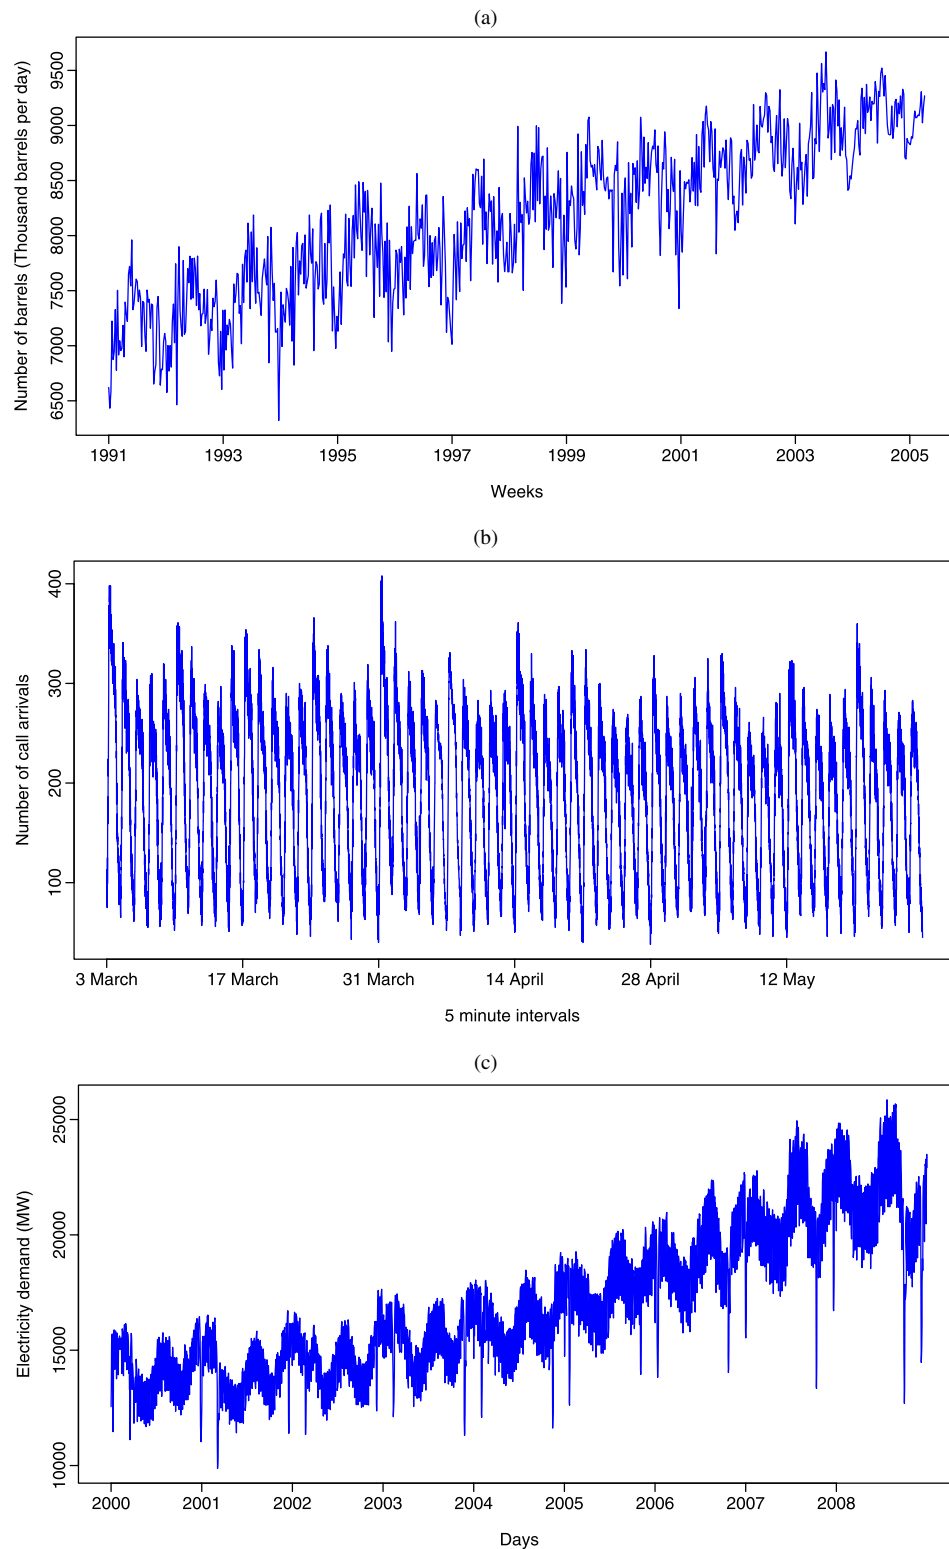 (a)
Number of barrels (Thousand barrels per day)
9500
9000
8500
8000
7500
7000
6500
1991 1993 1995 1997 1999 2001 2003 2005
Weeks
(b)
Number of call arrivals
400
300
200
100
3 March 17 March 31 March 14 April 28 April 12 May
5 minute intervals
(c)
Electricity demand (MW)
25000
20000
15000
10000
2000 2001 2002 2003 2004 2005 2006 2007 2008
Days